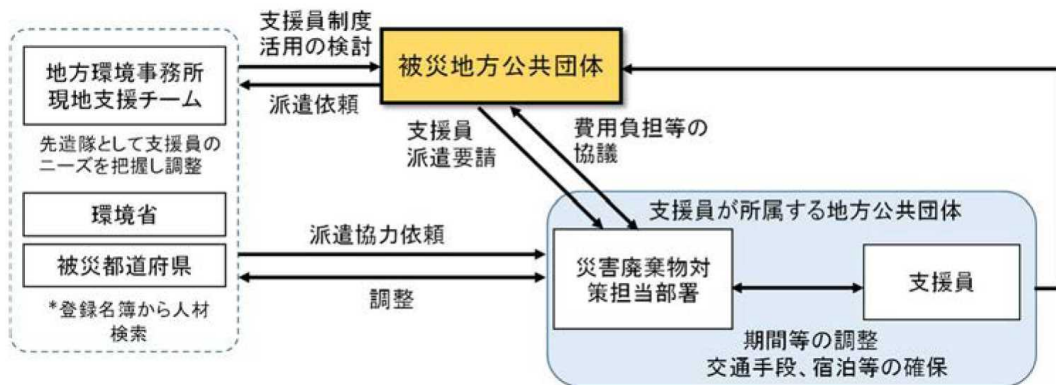 地方環境事務所
現地支援チーム
先遣隊として支援員の
ニーズを把握し調整
環境省
被災都道府県
*登録名簿から人材
検索
支援員制度
活用の検討
派遣依頼
被災地方公共団体
支援員
派遣要請
費用負担等の
協議
派遣協力依頼
調整
支援員が所属する地方公共団体
災害廃棄物対
策担当部署
支援員
期間等の調整
交通手段、宿泊等の確保